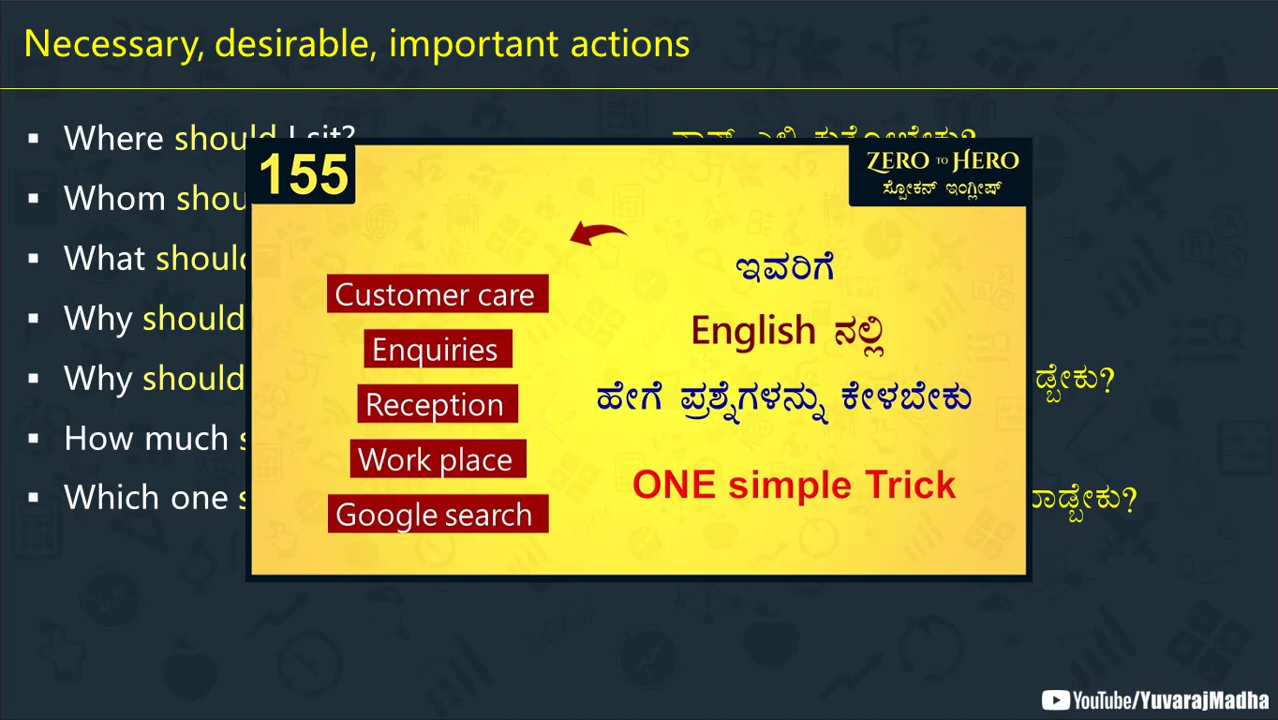 Necessary, desirable, important actions
▪ Where should I sit?
▪ Whom
▪ What should
▪ Why should
▪ Why should
▪ How much
▪ Which one
155
ZERO TO HERO
ಸ್ಪೋಕನ್ ಇಂಗ್ಲೀಷ್
Customer care
Enquiries
Reception
Work place
Google search
ಇವರಿಗೆ
English ನಲ್ಲಿ
ಹೇಗೆ ಪ್ರಶ್ನೆಗಳನ್ನು ಕೇಳಬೇಕು
ONE simple Trick
YouTube/YuvarajMadha